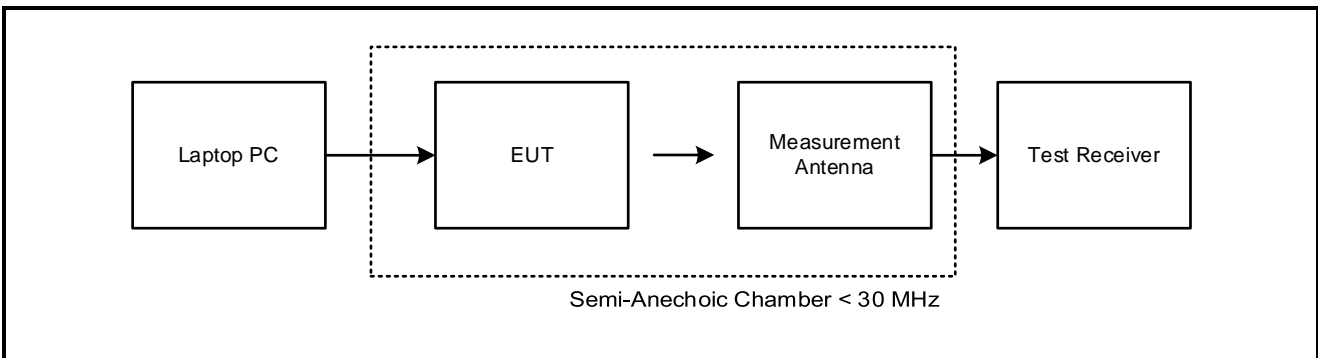 Laptop PC
EUT
Measurement
Antenna
Test Receiver
Semi-Anechoic Chamber < 30 MHz